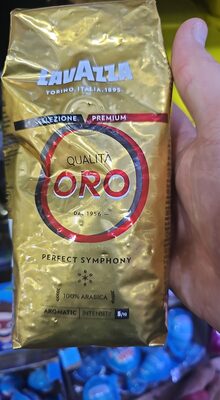 LAVAZZA
TORINO, ITALIA, 1895
SELEZIONE PREMIUM
QUALITÀ
ORO
DAL 1956
PERFECT SYMPHONY
100% ARABICA
AROMATIC INTENSITY 5/10